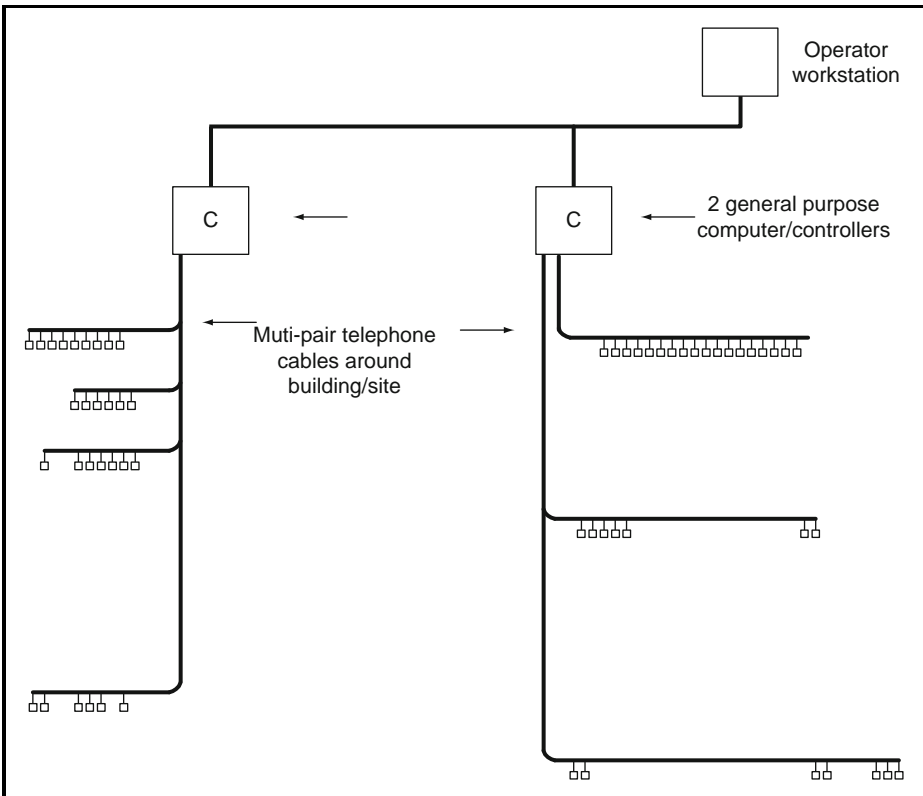 Operator
workstation
C
C
2 general purpose
computer/controllers
Muti-pair telephone
cables around
building/site